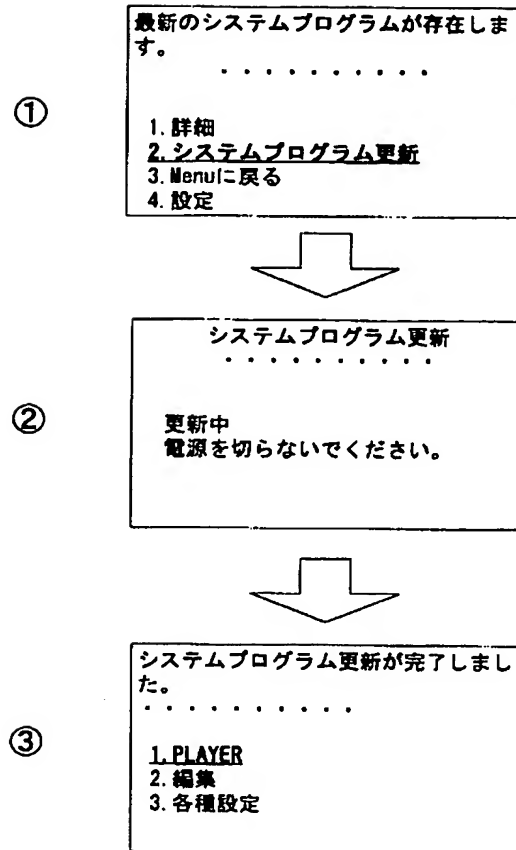 ①
最新のシステムプログラムが存在しま
す。
・・・・・・・・・・
1. 詳細
2. システムプログラム更新
3. Menuに戻る
4. 設定
②
システムプログラム更新
・・・・・・・・・・
更新中
電源を切らないでください。
③
システムプログラム更新が完了しまし
た。
・・・・・・・・・・
1. PLAYER
2. 編集
3. 各種設定